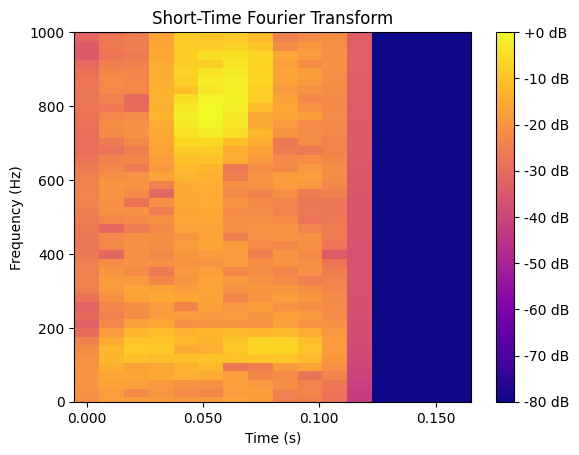 Short-Time Fourier Transform
1000
800
600
400
200
0
Frequency (Hz)
0.000
0.050
0.100
0.150
Time (s)
+0 dB
-10 dB
-20 dB
-30 dB
-40 dB
-50 dB
-60 dB
-70 dB
-80 dB